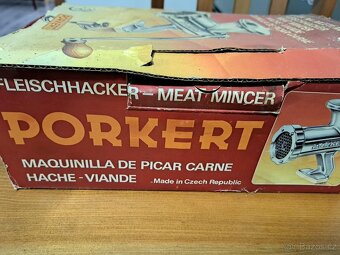 FLEISCHHACKER - MEAT MINCER
PORKERT
MAQUINILLA DE PICAR CARNE
HACHE - VIANDE
Made in Czech Republic